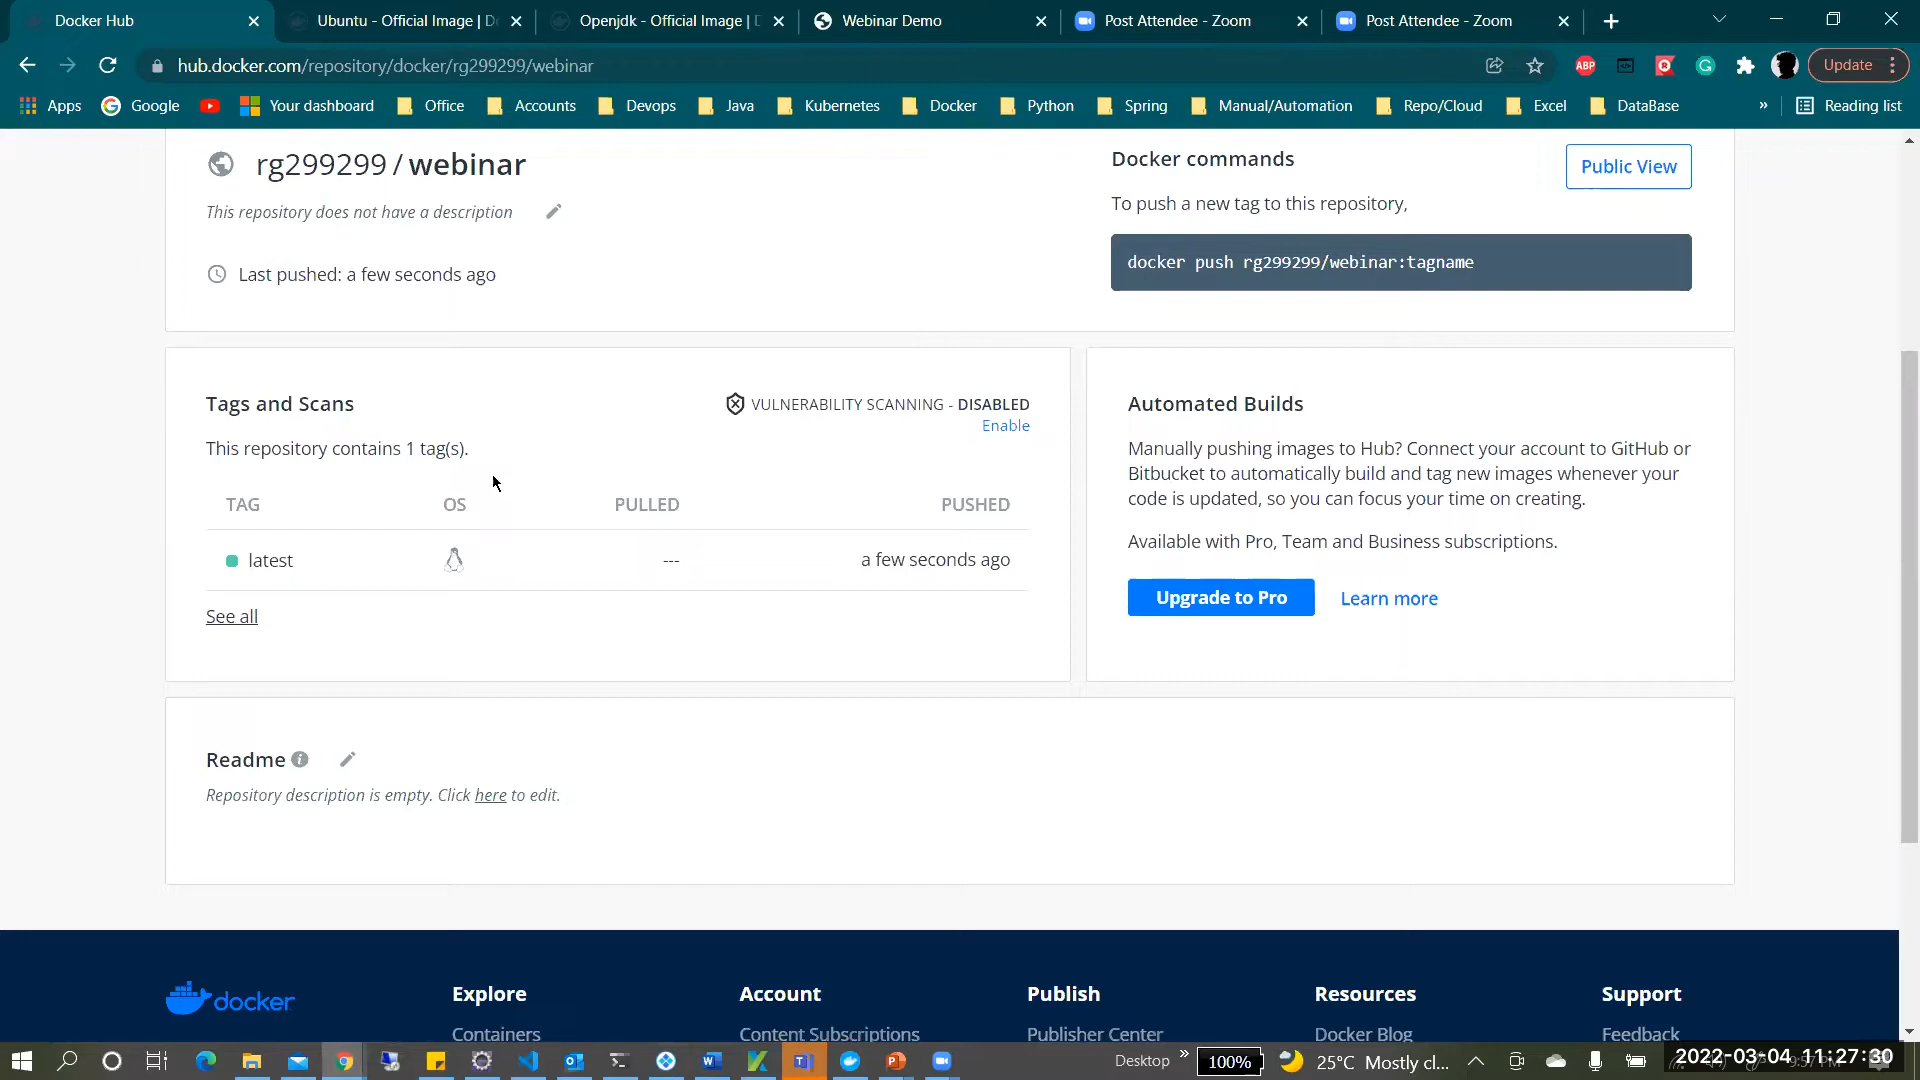 Docker Hub
Ubuntu - Official Image | D
Openjdk - Official Image |
Webinar Demo
Post Attendee - Zoom
Post Attendee - Zoom
hub.docker.com/repository/docker/rg299299/webinar
ABP
Update
Apps
Google
Your dashboard
Office
Accounts
Devops
Java
Kubernetes
Docker
Python
Spring
Manual/Automation
Repo/Cloud
Excel
DataBase
»
Reading list
rg299299 / webinar
This repository does not have a description
Last pushed: a few seconds ago
Docker commands
Public View
To push a new tag to this repository,
docker push rg299299/webinar:tagname
Tags and Scans
VULNERABILITY SCANNING - DISABLED
Enable
This repository contains 1 tag(s).
TAG OS PULLED PUSHED
latest --- a few seconds ago
See all
Automated Builds
Manually pushing images to Hub? Connect your account to GitHub or
Bitbucket to automatically build and tag new images whenever your
code is updated, so you can focus your time on creating.
Available with Pro, Team and Business subscriptions.
Upgrade to Pro
Learn more
Readme
Repository description is empty. Click here to edit.
docker
Explore
Account
Publish
Resources
Support
Containers
Content Subscriptions
Publisher Center
Docker Blog
Feedback
Desktop
»
100%
25°C Mostly cl...
2022-03-04 11:27:30